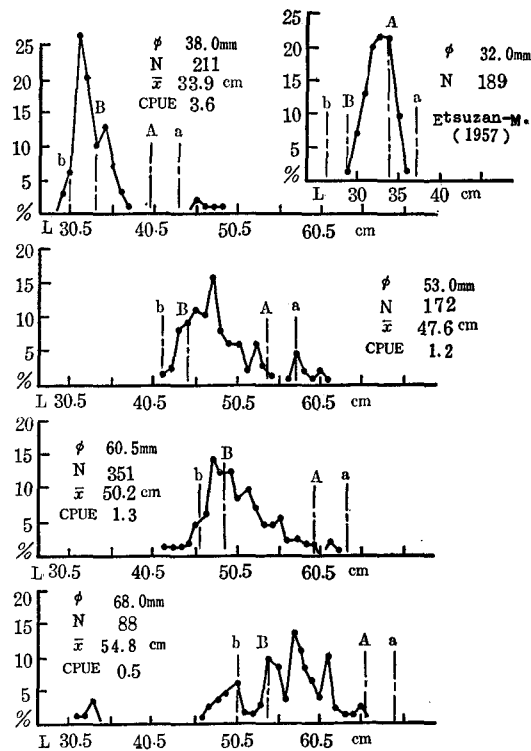 25
20
15
10
5
%
b
B
A
a
φ 38.0mm
N 211
x̄ 33.9 cm
CPUE 3.6
L 30.5 40.5 50.5 60.5 cm
25
20
15
10
5
%
b
B
A
a
φ 32.0mm
N 189
Etsuzan-M.
(1957)
L 30 35 40 cm
20
15
10
5
%
b
B
A
a
φ 53.0mm
N 172
x̄ 47.6 cm
CPUE 1.2
L 30.5 40.5 50.5 60.5 cm
20
15
10
5
%
φ 60.5mm
N 351
x̄ 50.2 cm
CPUE 1.3
b
B
A
a
L 30.5 40.5 50.5 60.5 cm
20
15
10
5
%
φ 68.0mm
N 88
x̄ 54.8 cm
CPUE 0.5
b
B
A
a
L 30.5 40.5 50.5 60.5 cm